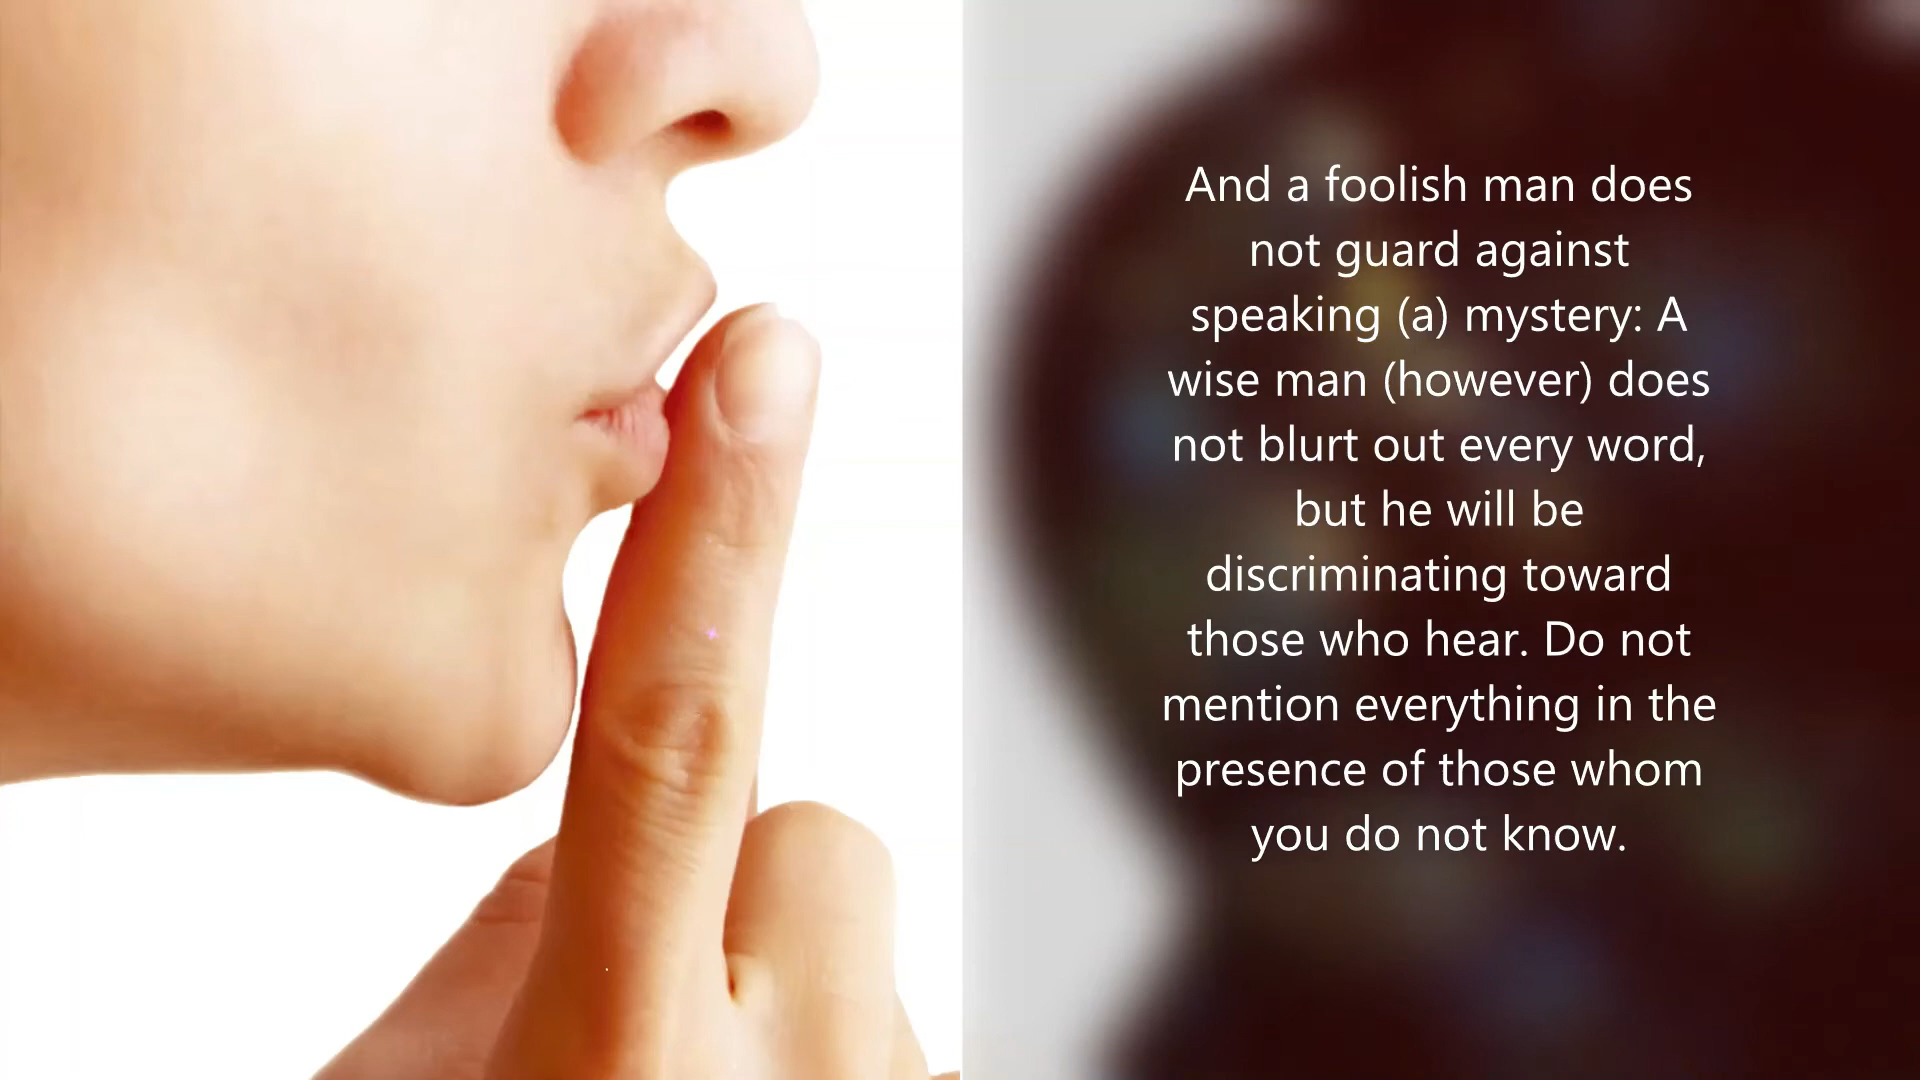 And a foolish man does
not guard against
speaking (a) mystery: A
wise man (however) does
not blurt out every word,
but he will be
discriminating toward
those who hear. Do not
mention everything in the
presence of those whom
you do not know.